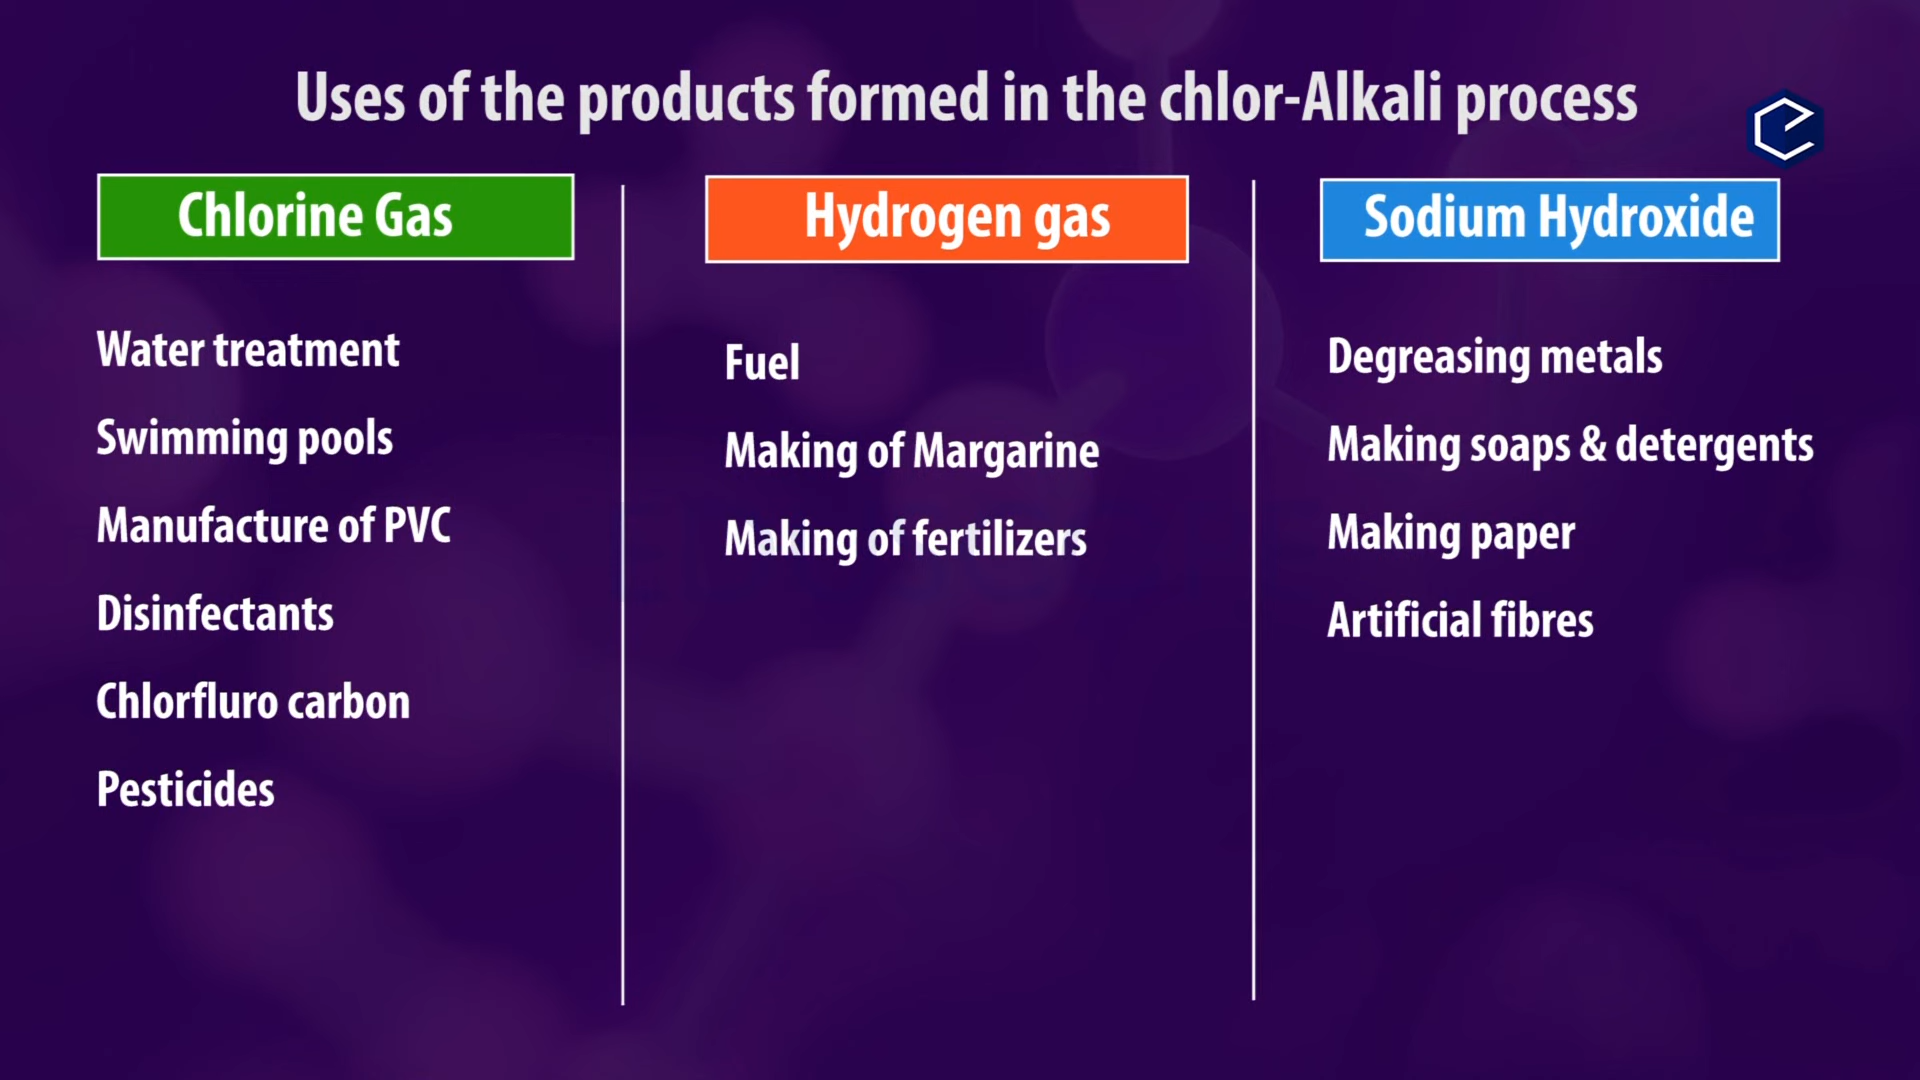 Uses of the products formed in the chlor-Alkali process
Chlorine Gas
Water treatment
Swimming pools
Manufacture of PVC
Disinfectants
Chlorfluro carbon
Pesticides
Hydrogen gas
Fuel
Making of Margarine
Making of fertilizers
Sodium Hydroxide
Degreasing metals
Making soaps & detergents
Making paper
Artificial fibres